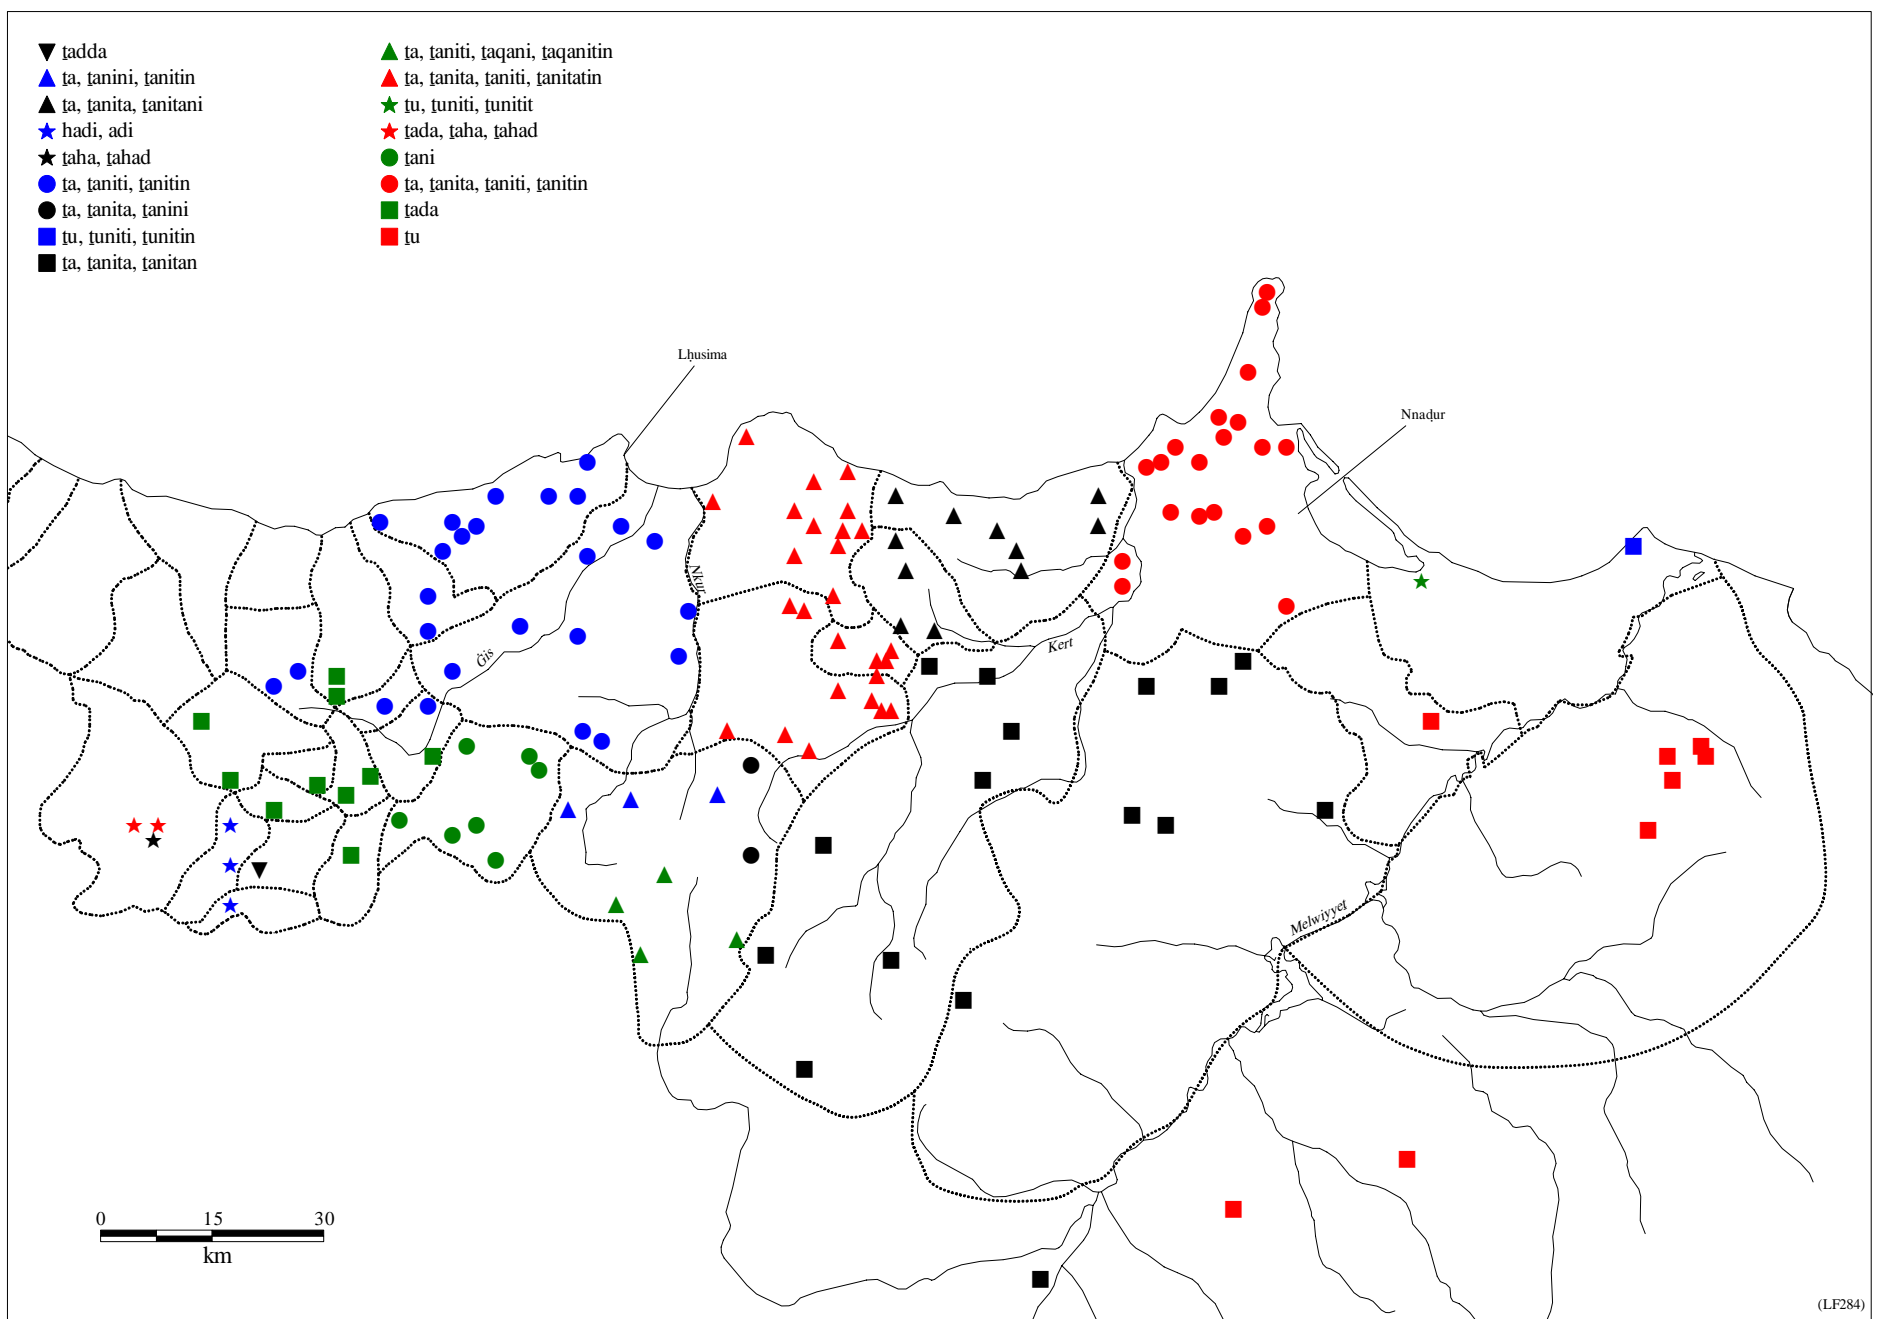 ṯadda
ṯa, ṯanini, ṯanitin
ṯa, ṯanita, ṯanitani
hadi, adi
ṯaha, ṯahad
ṯa, ṯaniti, ṯanitin
ṯa, ṯanita, ṯanini
ṯu, ṯuniti, ṯunitin
ṯa, ṯanita, ṯanitan
ṯa, ṯaniti, ṯaqani, ṯaqanitin
ṯa, ṯanita, ṯaniti, ṯanitatin
ṯu, ṯuniti, ṯunitit
ṯada, ṯaha, ṯahad
ṯani
ṯa, ṯanita, ṯaniti, ṯanitin
ṯada
ṯu
Lḥusima
Nnaḍur
Nkur
Ġis
Kert
Melwiyyeṯ
0 15 30
km
(LF284)